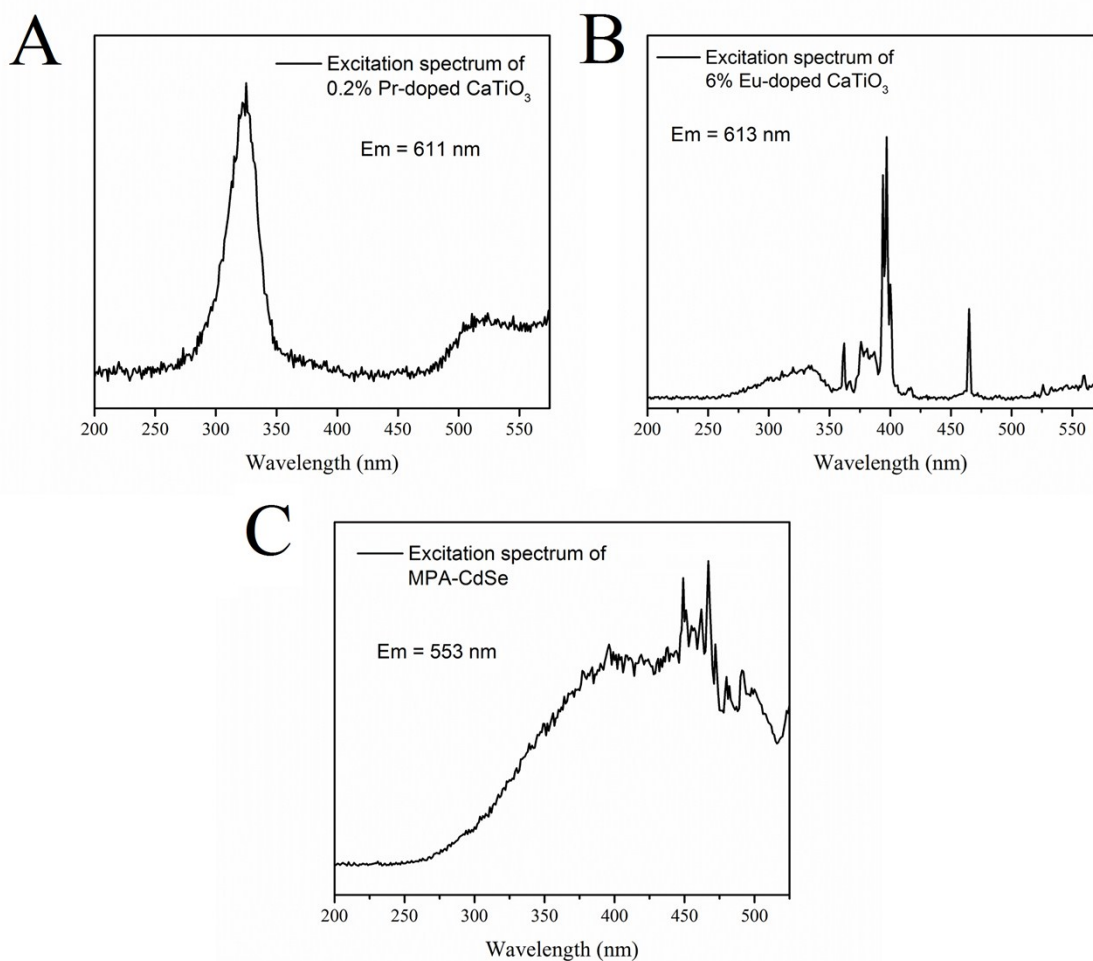 A
Excitation spectrum of
0.2% Pr-doped CaTiO₃
Em = 611 nm
200 250 300 350 400 450 500 550
Wavelength (nm)
B
Excitation spectrum of
6% Eu-doped CaTiO₃
Em = 613 nm
200 250 300 350 400 450 500 550
Wavelength (nm)
C
Excitation spectrum of
MPA-CdSe
Em = 553 nm
200 250 300 350 400 450 500
Wavelength (nm)